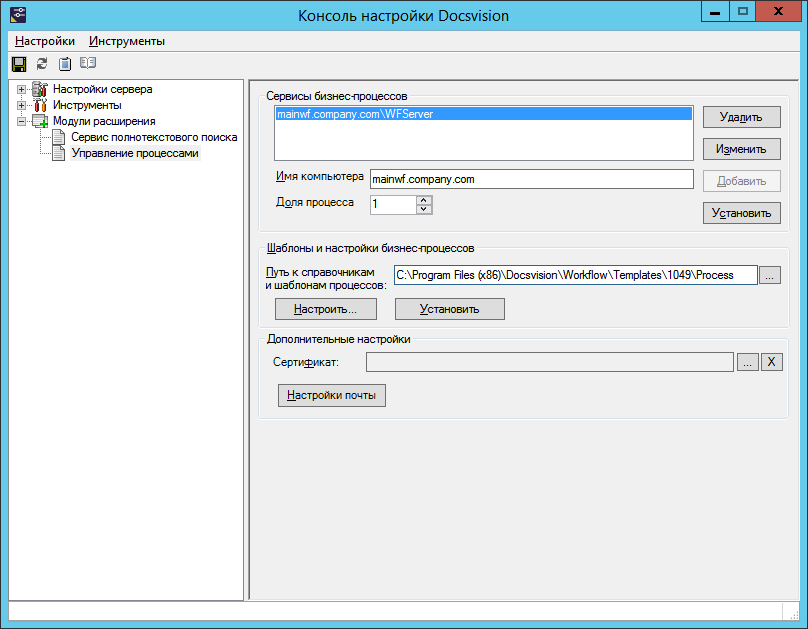 Консоль настройки Docsvision
Настройки Инструменты
Настройки сервера
Инструменты
Модули расширения
Сервис полнотекстового поиска
Управление процессами
Сервисы бизнес-процессов
mainwf.company.com\WFServer
Удалить
Изменить
Имя компьютера mainwf.company.com
Добавить
Доля процесса 1
Установить
Шаблоны и настройки бизнес-процессов
Путь к справочникам
и шаблонам процессов: C:\Program Files (x86)\Docsvision\Workflow\Templates\1049\Process ...
Настроить... Установить
Дополнительные настройки
Сертификат: ... X
Настройки почты